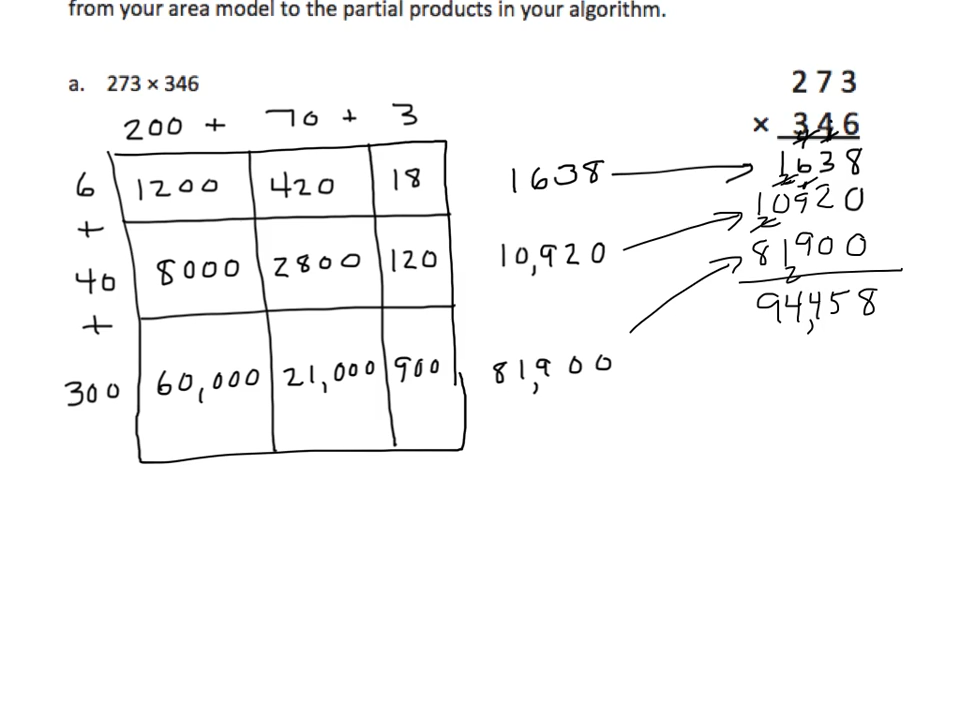 from your area model to the partial products in your algorithm.
a. 273 × 346
200 + 70 + 3
6 1200 420 18 1638
+
40 8000 2800 120 10,920
+
300 60,000 21,000 900 81,900
273
× 346
1638
10920
81900
94,458